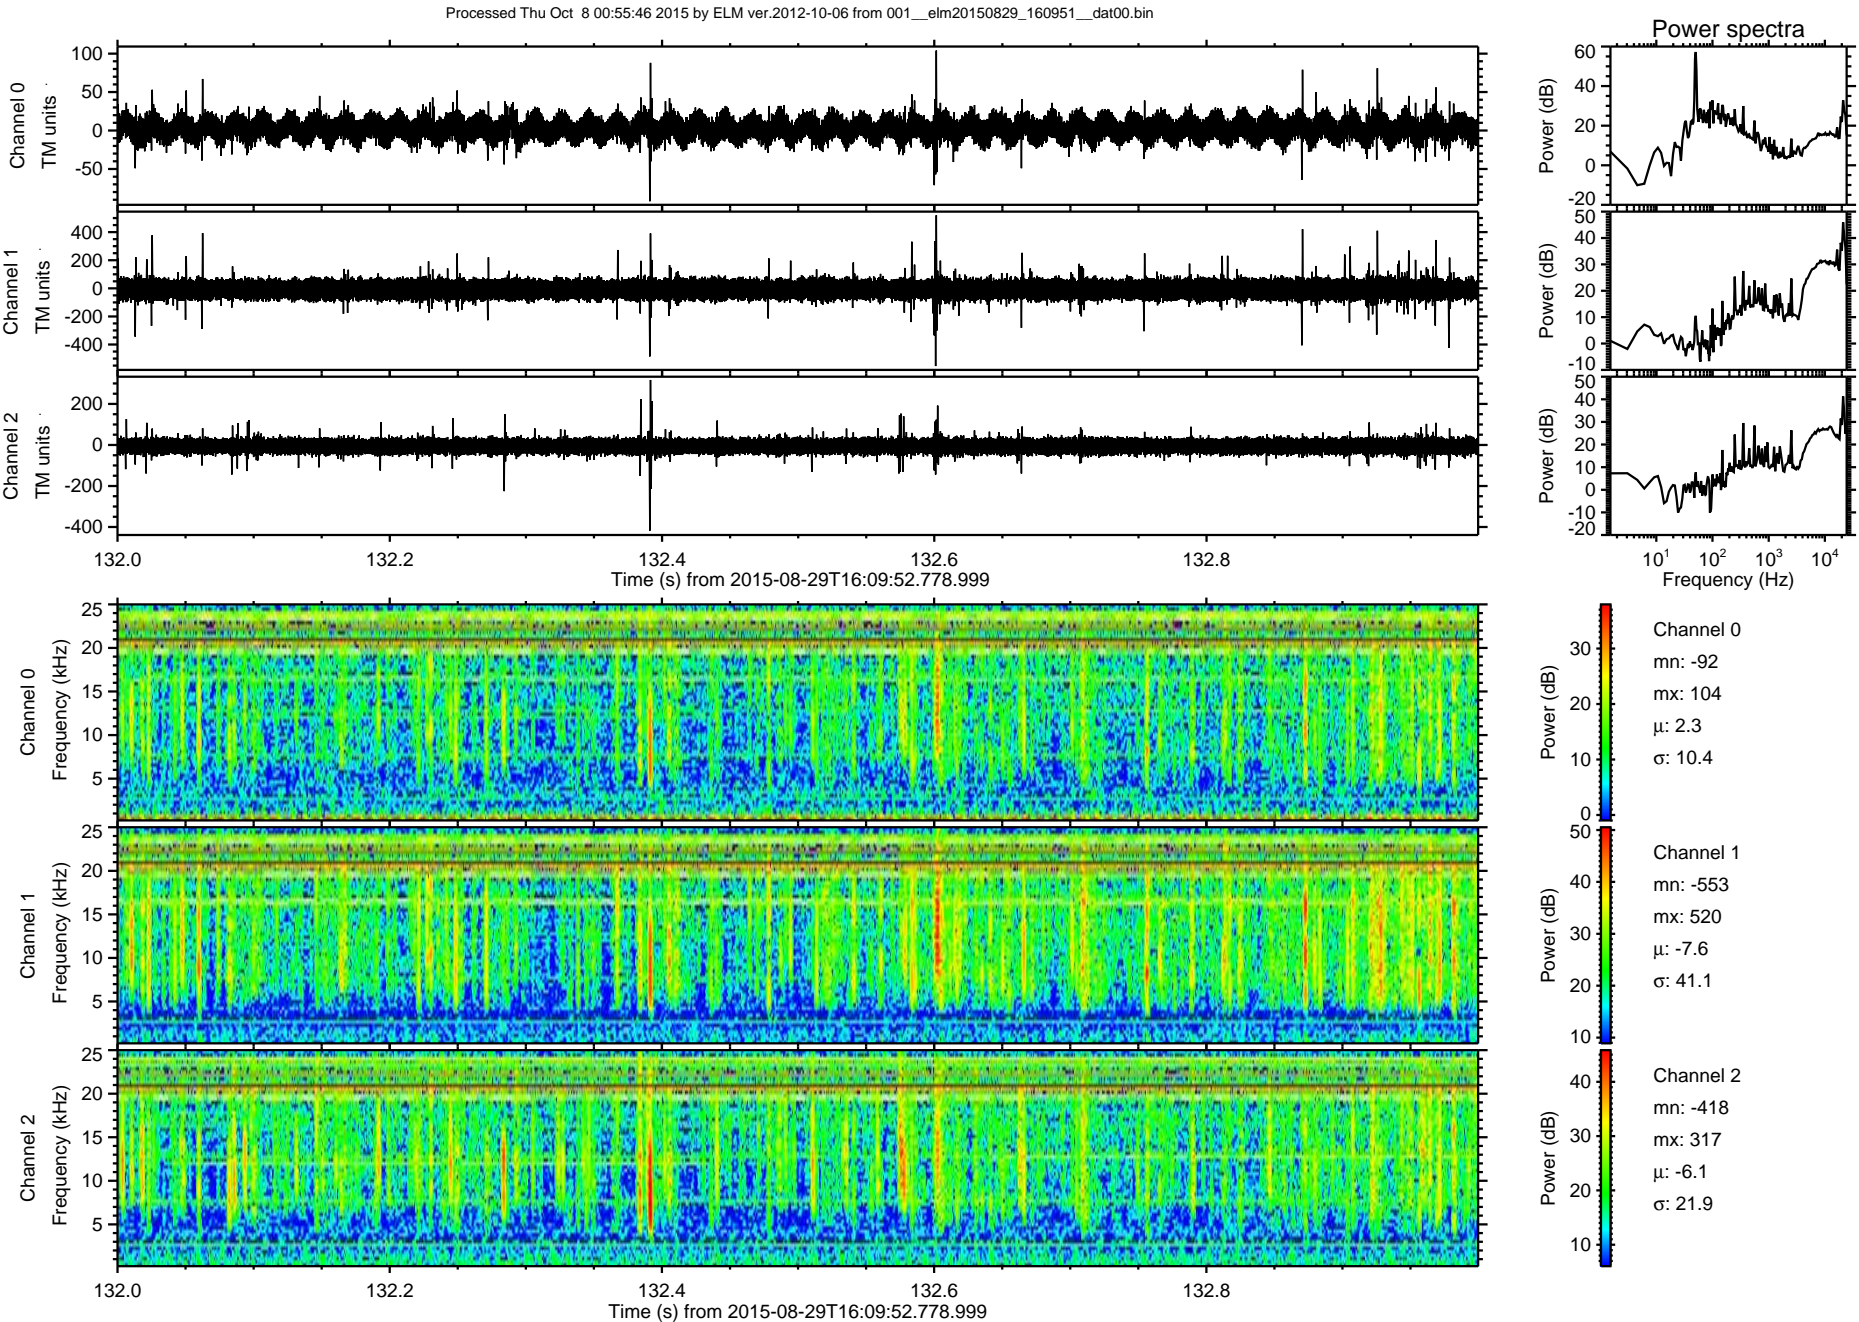 Processed Thu Oct  8 00:55:46 2015 by ELM ver.2012-10-06 from 001__elm20150829_160951__dat00.bin
Power spectra
Channel 0
TM units
100
50
0
-50
Power (dB)
60
40
20
0
-20
Channel 1
TM units
400
200
0
-200
-400
Power (dB)
50
40
30
20
10
0
-10
Channel 2
TM units
200
0
-200
-400
Power (dB)
50
40
30
20
10
0
-10
-20
132.0 132.2 132.4 132.6 132.8
Time (s) from 2015-08-29T16:09:52.778.999
10^1 10^2 10^3 10^4
Frequency (Hz)
Channel 0
Frequency (kHz)
25
20
15
10
5
Power (dB)
30
20
10
0
Channel 0
mn: -92
mx: 104
μ: 2.3
σ: 10.4
Channel 1
Frequency (kHz)
25
20
15
10
5
Power (dB)
50
40
30
20
10
Channel 1
mn: -553
mx: 520
μ: -7.6
σ: 41.1
Channel 2
Frequency (kHz)
25
20
15
10
5
Power (dB)
40
30
20
10
Channel 2
mn: -418
mx: 317
μ: -6.1
σ: 21.9
132.0 132.2 132.4 132.6 132.8
Time (s) from 2015-08-29T16:09:52.778.999